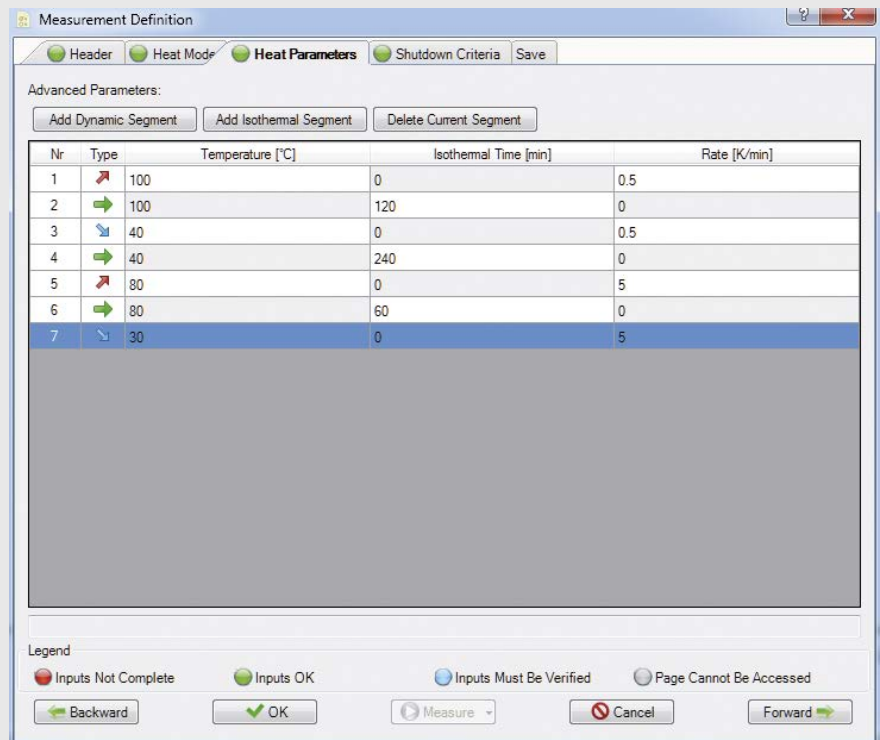 Measurement Definition
Header Heat Mode Heat Parameters Shutdown Criteria Save
Advanced Parameters:
Add Dynamic Segment Add Isothermal Segment Delete Current Segment
Nr Type Temperature [°C] Isothermal Time [min] Rate [K/min]
1 100 0 0.5
2 100 120 0
3 40 0 0.5
4 40 240 0
5 80 0 5
6 80 60 0
7 30 0 5
Legend
Inputs Not Complete Inputs OK Inputs Must Be Verified Page Cannot Be Accessed
Backward OK Measure Cancel Forward